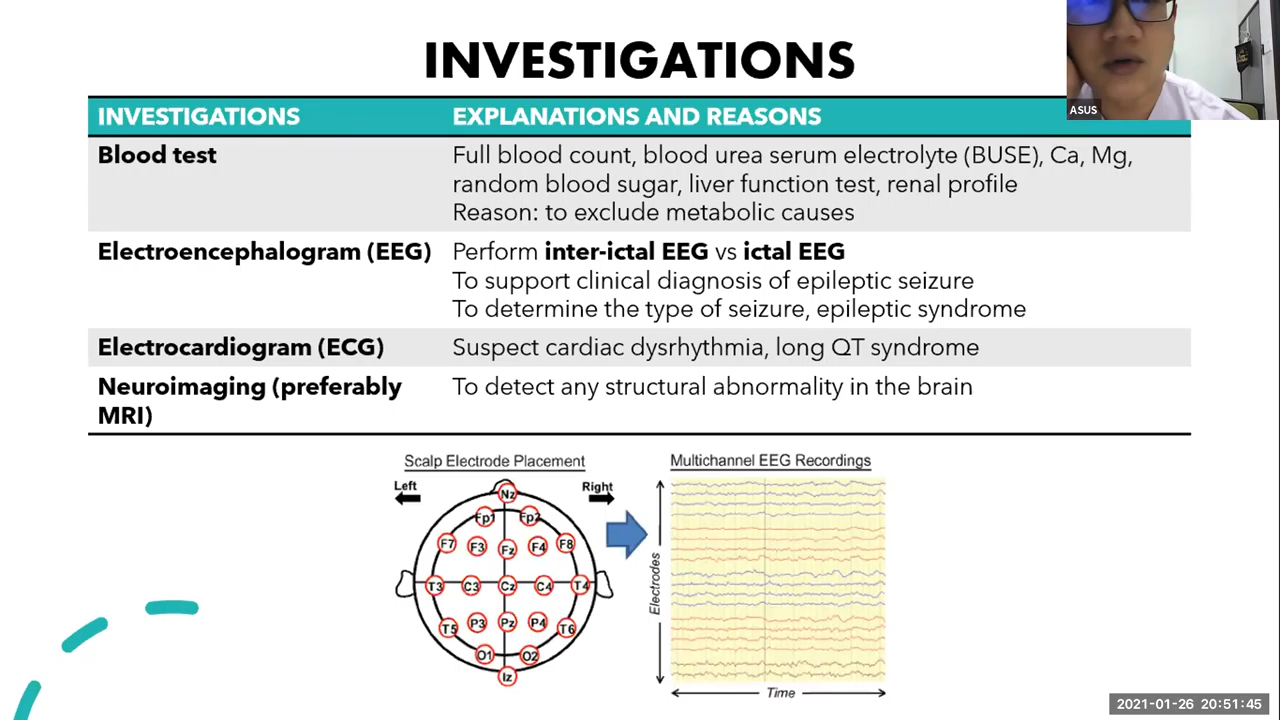 INVESTIGATIONS
ASUS
INVESTIGATIONS EXPLANATIONS AND REASONS
Blood test Full blood count, blood urea serum electrolyte (BUSE), Ca, Mg,
random blood sugar, liver function test, renal profile
Reason: to exclude metabolic causes
Electroencephalogram (EEG) Perform inter-ictal EEG vs ictal EEG
To support clinical diagnosis of epileptic seizure
To determine the type of seizure, epileptic syndrome
Electrocardiogram (ECG) Suspect cardiac dysrhythmia, long QT syndrome
Neuroimaging (preferably To detect any structural abnormality in the brain
MRI)
Scalp Electrode Placement Multichannel EEG Recordings
Left Right
Nz
Fp1 Fp2
F7 F3 Fz F4 F8
T3 C3 Cz C4 T4
T5 P3 Pz P4 T6
O1 O2
Iz
Electrodes
Time
2021-01-26 20:51:45